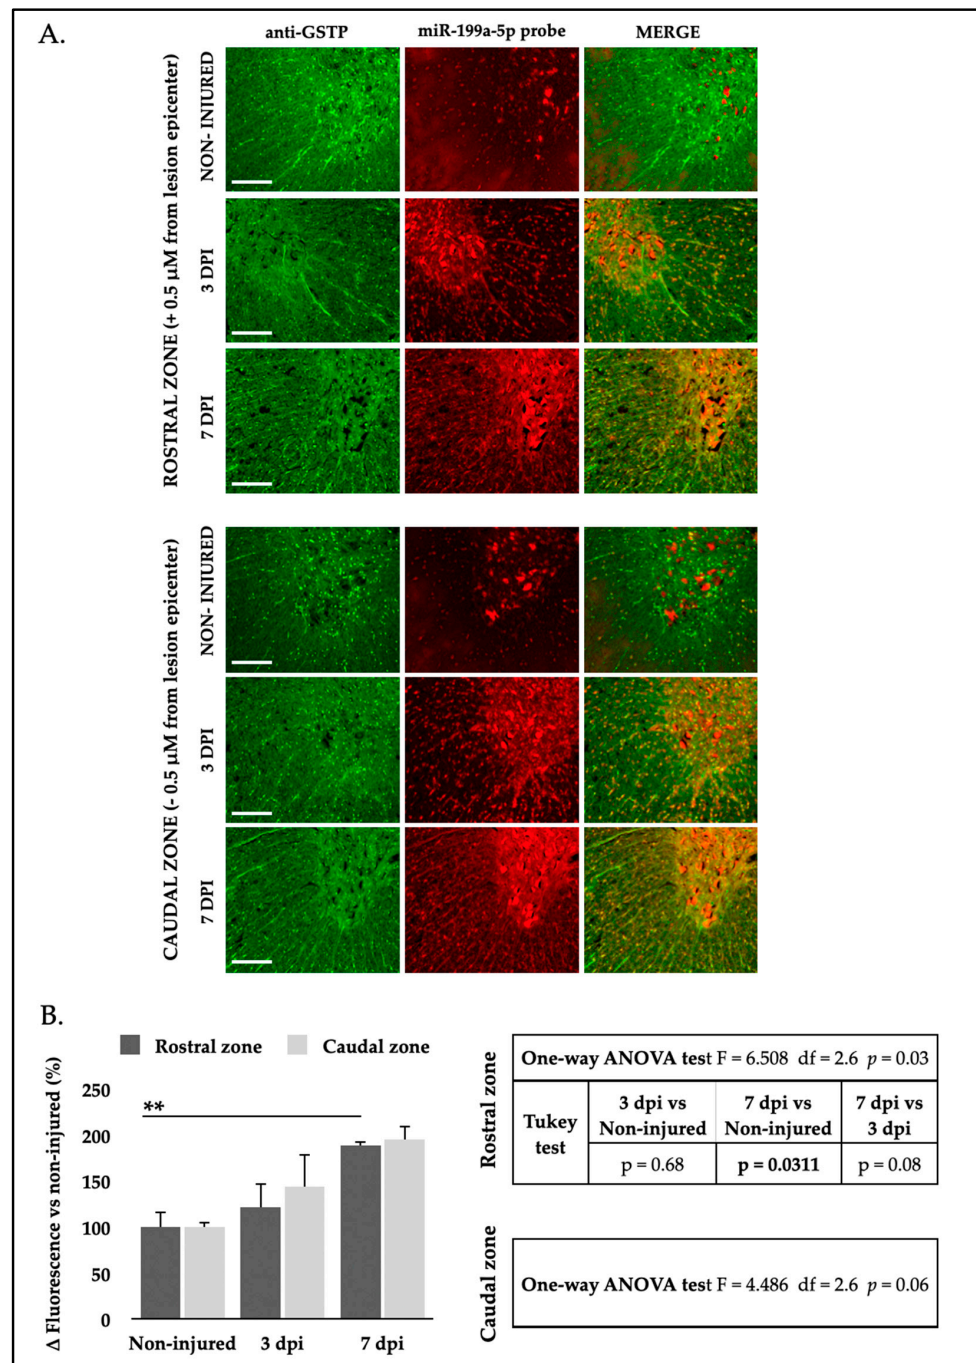 A.
anti-GSTP
miR-199a-5p probe
MERGE
ROSTRAL ZONE (+ 0.5 µM from lesion epicenter)
NON- INJURED
3 DPI
7 DPI
CAUDAL ZONE (- 0.5 µM from lesion epicenter)
NON- INJURED
3 DPI
7 DPI
B.
Rostral zone
Caudal zone
Δ Fluorescence vs non-injured (%)
250
200
150
100
50
0
**
Non-injured
3 dpi
7 dpi
Rostral zone
One-way ANOVA test F = 6.508 df = 2.6 p = 0.03
Tukey
test
3 dpi vs
Non-injured
7 dpi vs
Non-injured
7 dpi vs
3 dpi
p = 0.68
p = 0.0311
p = 0.08
Caudal zone
One-way ANOVA test F = 4.486 df = 2.6 p = 0.06